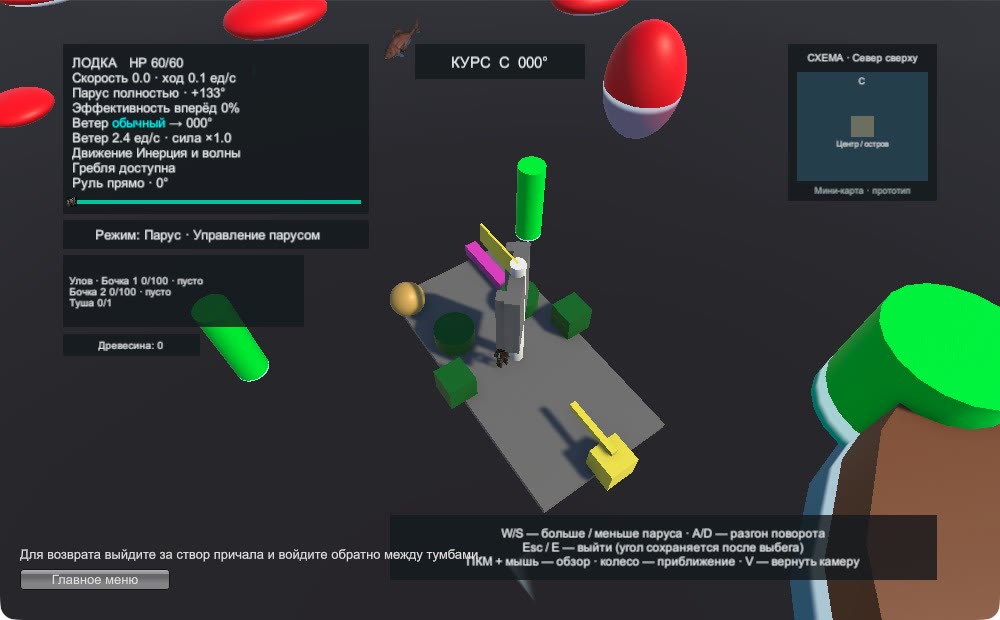 ЛОДКА HP 60/60
Скорость 0.0 · ход 0.1 ед/с
Парус полностью · +133°
Эффективность вперёд 0%
Ветер обычный → 000°
Ветер 2.4 ед/с · сила ×1.0
Движение Инерция и волны
Гребля доступна
Руль прямо · 0°
Режим: Парус · Управление парусом
Улов · Бочка 1 0/100 · пусто
Бочка 2 0/100 · пусто
Туша 0/1
Древесина: 0
КУРС С 000°
СХЕМА · Север сверху
С
Центр / остров
Мини-карта · прототип
W/S — больше / меньше паруса · A/D — разгон поворота
Esc / E — выйти (угол сохраняется после выбега)
ПКМ + мышь — обзор · колесо — приближение · V — вернуть камеру
Для возврата выйдите за створ причала и войдите обратно между тумбами.
Главное меню